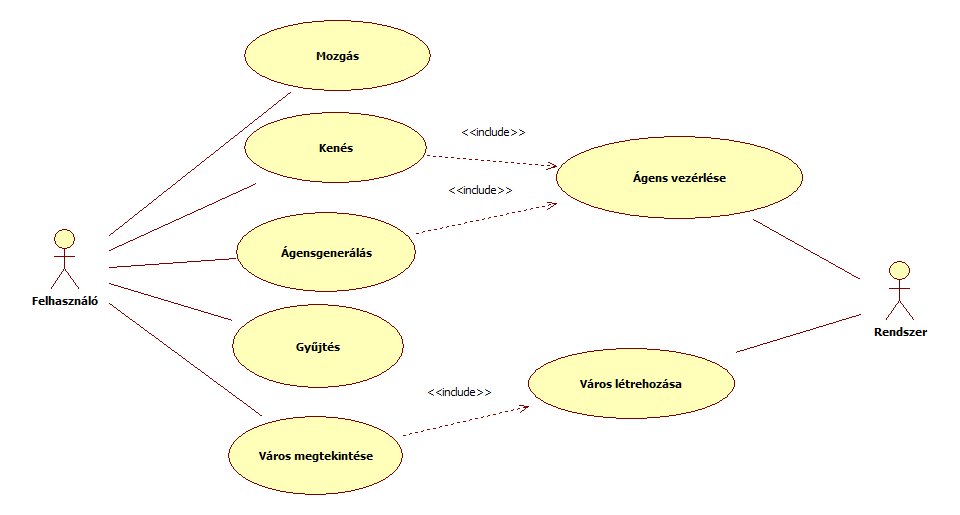 Mozgás
<<include>>
Kenés
Ágens vezérlése
<<include>>
Ágensgenerálás
Felhasználó
Rendszer
Gyűjtés
Város létrehozása
<<include>>
Város megtekintése